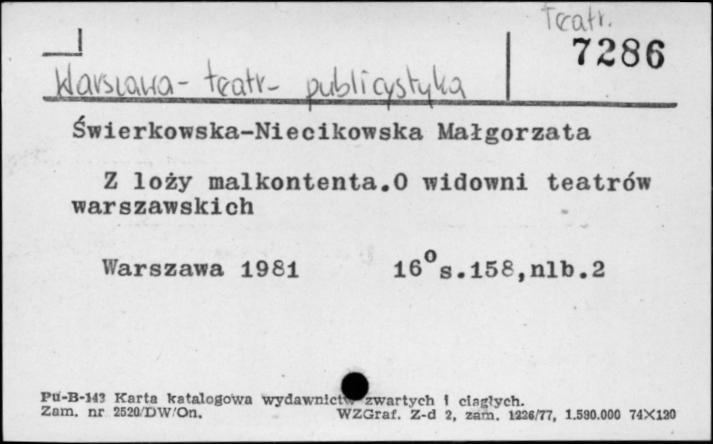 Teatr.
7286
Warszawa - teatr - publicystyka
Świerkowska-Niecikowska Małgorzata
Z loży malkontenta.O widowni teatrów
warszawskich
Warszawa 1981 16° s.158,nlb.2
Pu-B-143 Karta katalogowa wydawnictw zwartych i ciągłych.
Zam. nr 2520/DW/On. WZGraf. Z-d 2, zam. 1226/77, 1.590.000 74X120